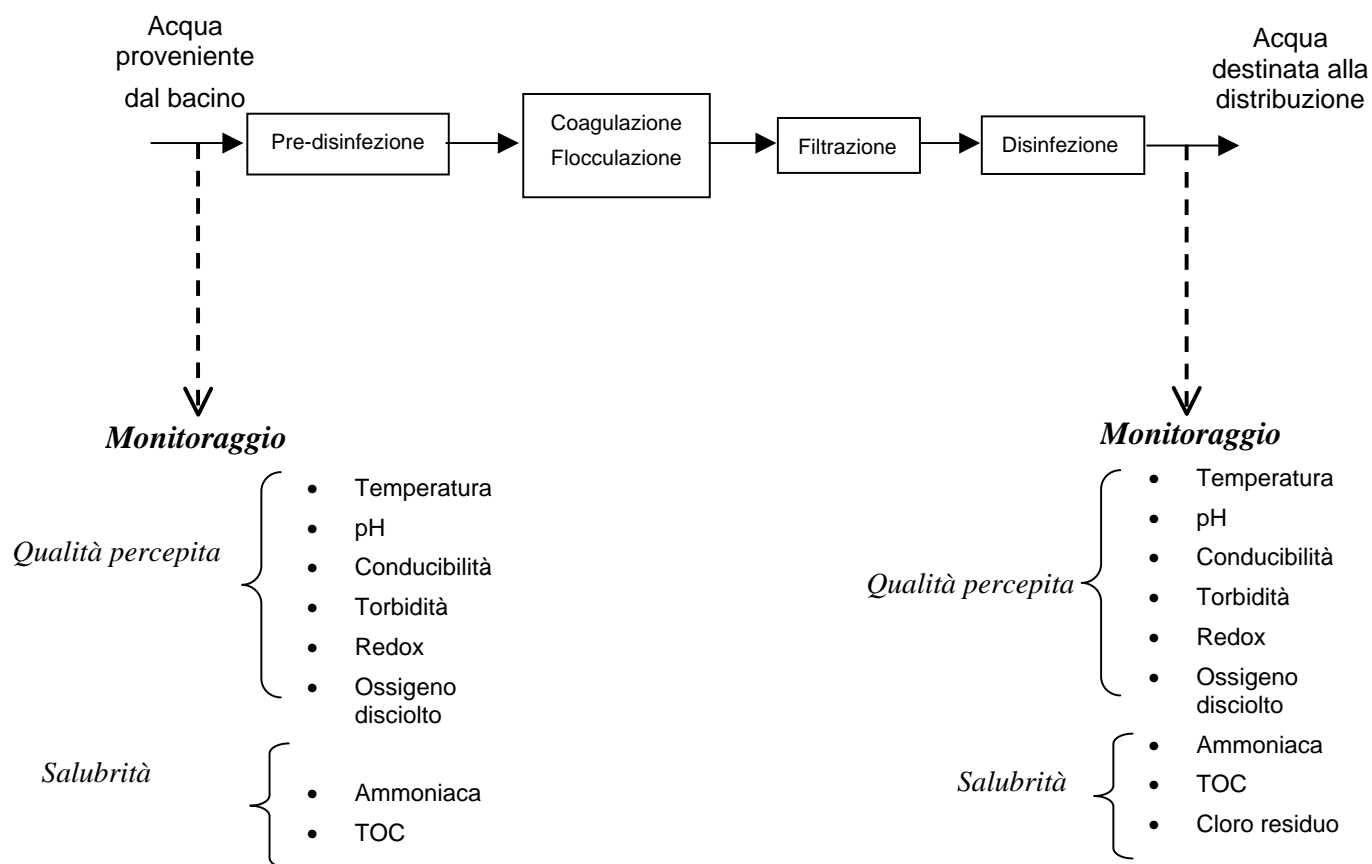 Acqua
proveniente
dal bacino
Acqua
destinata alla
distribuzione
Pre-disinfezione
Coagulazione
Flocculazione
Filtrazione
Disinfezione
Monitoraggio
Qualità percepita
• Temperatura
• pH
• Conducibilità
• Torbidità
• Redox
• Ossigeno
disciolto
Salubrità
• Ammoniaca
• TOC
Monitoraggio
Qualità percepita
• Temperatura
• pH
• Conducibilità
• Torbidità
• Redox
• Ossigeno
disciolto
Salubrità
• Ammoniaca
• TOC
• Cloro residuo